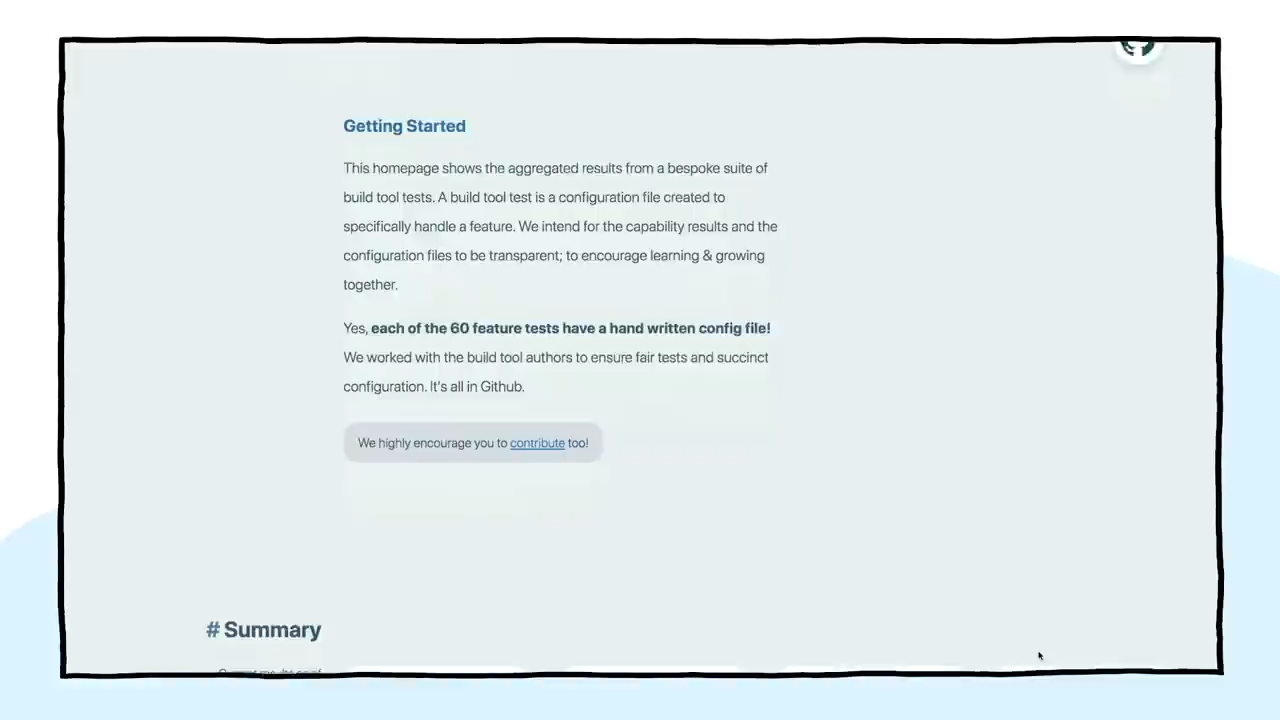 Getting Started
This homepage shows the aggregated results from a bespoke suite of
build tool tests. A build tool test is a configuration file created to
specifically handle a feature. We intend for the capability results and the
configuration files to be transparent; to encourage learning & growing
together.
Yes, each of the 60 feature tests have a hand written config file!
We worked with the build tool authors to ensure fair tests and succinct
configuration. It's all in Github.
We highly encourage you to contribute too!
# Summary